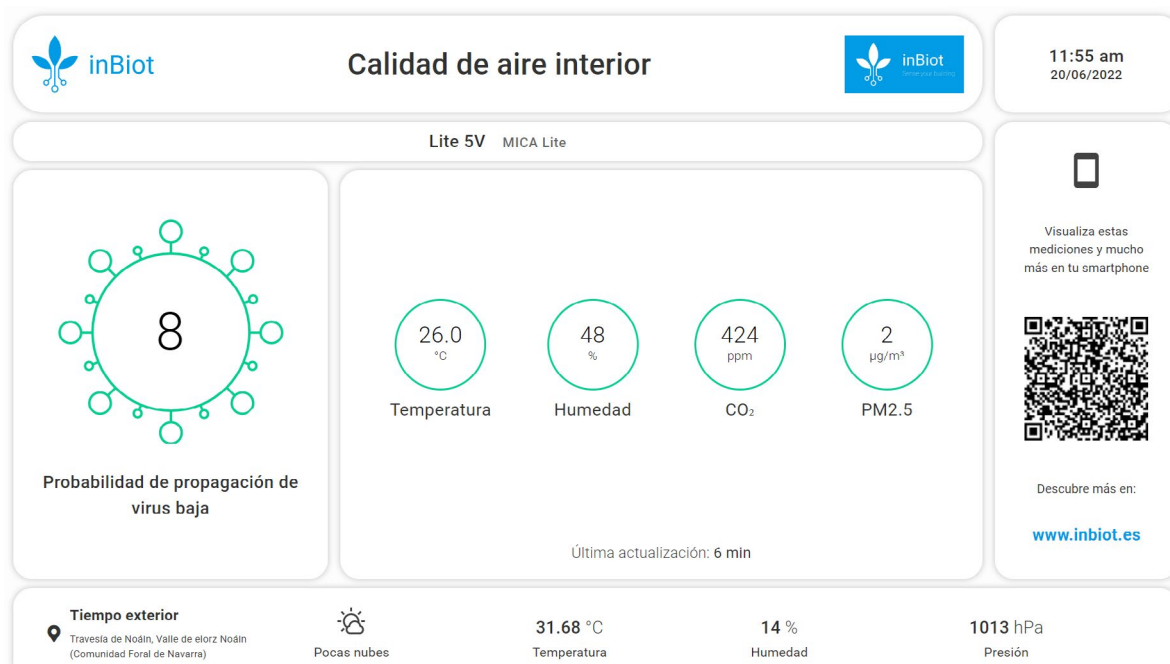 inBiot
Calidad de aire interior
inBiot
11:55 am
20/06/2022
Lite 5V MICA Lite
8
Probabilidad de propagación de
virus baja
26.0
°C
Temperatura
48
%
Humedad
424
ppm
CO₂
2
µg/m³
PM2.5
Última actualización: 6 min
Visualiza estas
mediciones y mucho
más en tu smartphone
Descubre más en:
www.inbiot.es
Tiempo exterior
Travesía de Noáin, Valle de elorz Noáin
(Comunidad Foral de Navarra)
Pocas nubes
31.68 °C
Temperatura
14 %
Humedad
1013 hPa
Presión